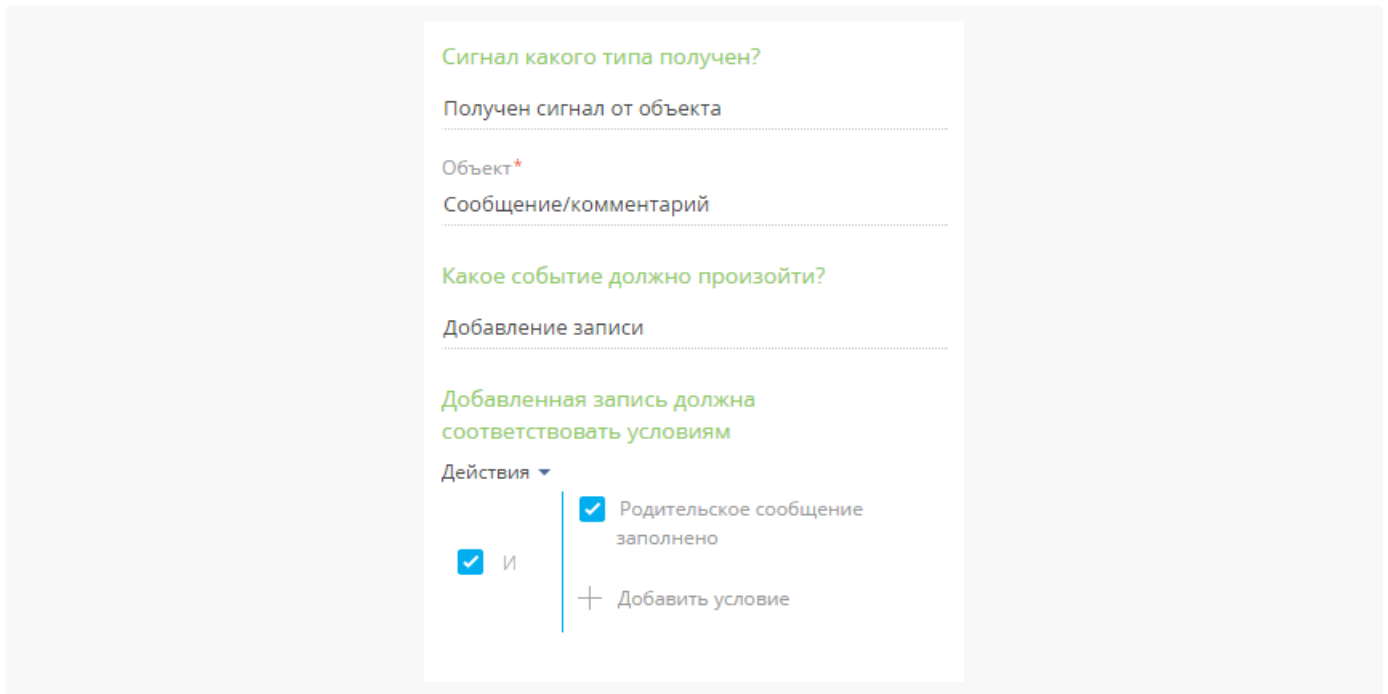 Сигнал какого типа получен?
Получен сигнал от объекта
Объект*
Сообщение/комментарий
Какое событие должно произойти?
Добавление записи
Добавленная запись должна
соответствовать условиям
Действия
Родительское сообщение
заполнено
И
Добавить условие